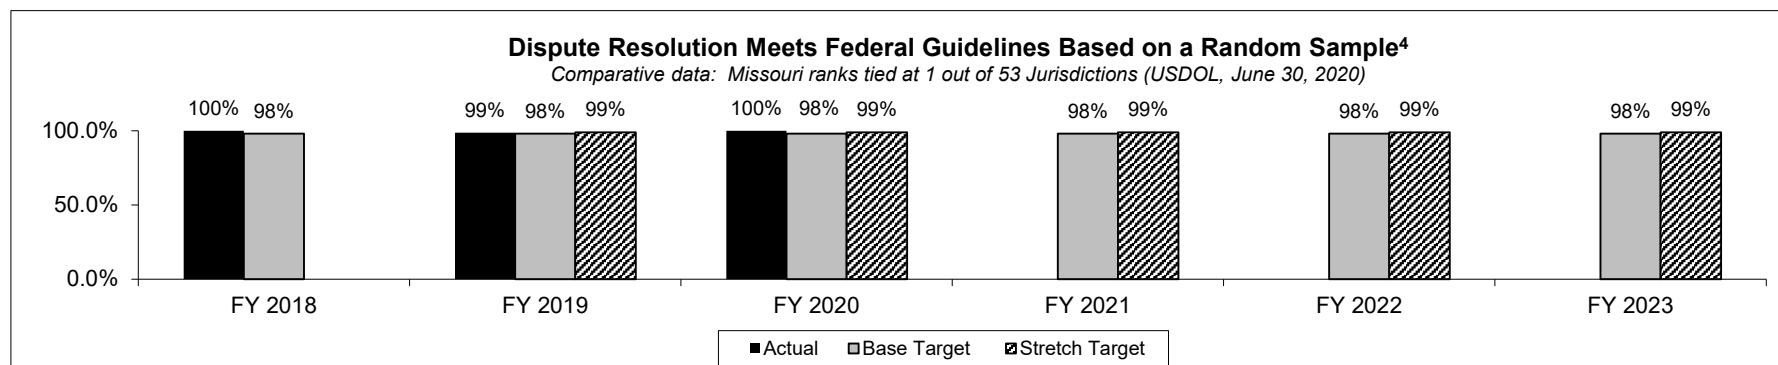 Dispute Resolution Meets Federal Guidelines Based on a Random Sample⁴
Comparative data:  Missouri ranks tied at 1 out of 53 Jurisdictions (USDOL, June 30, 2020)
100% 98% 99% 98% 99% 100% 98% 99% 98% 99% 98% 99% 98% 99%
100.0%
50.0%
0.0%
FY 2018 FY 2019 FY 2020 FY 2021 FY 2022 FY 2023
Actual Base Target Stretch Target